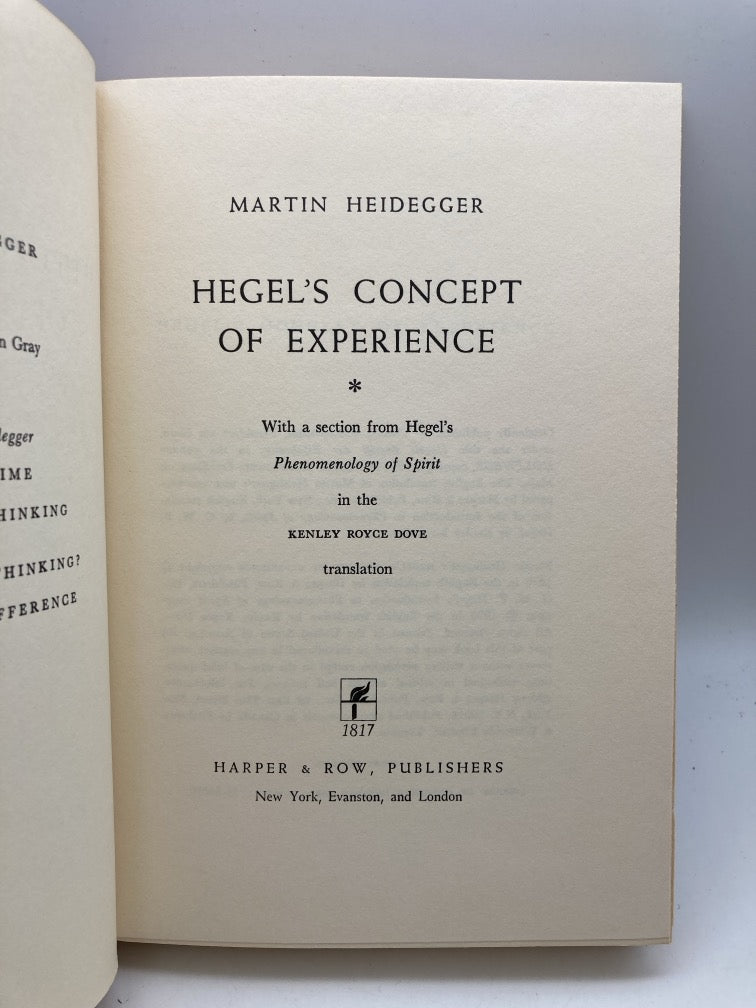 GGER
n Gray
degger
IME
HINKING
HINKING?
FFERENCE
MARTIN HEIDEGGER
HEGEL'S CONCEPT
OF EXPERIENCE
*
With a section from Hegel's
Phenomenology of Spirit
in the
KENLEY ROYCE DOVE
translation
1817
HARPER & ROW, PUBLISHERS
New York, Evanston, and London